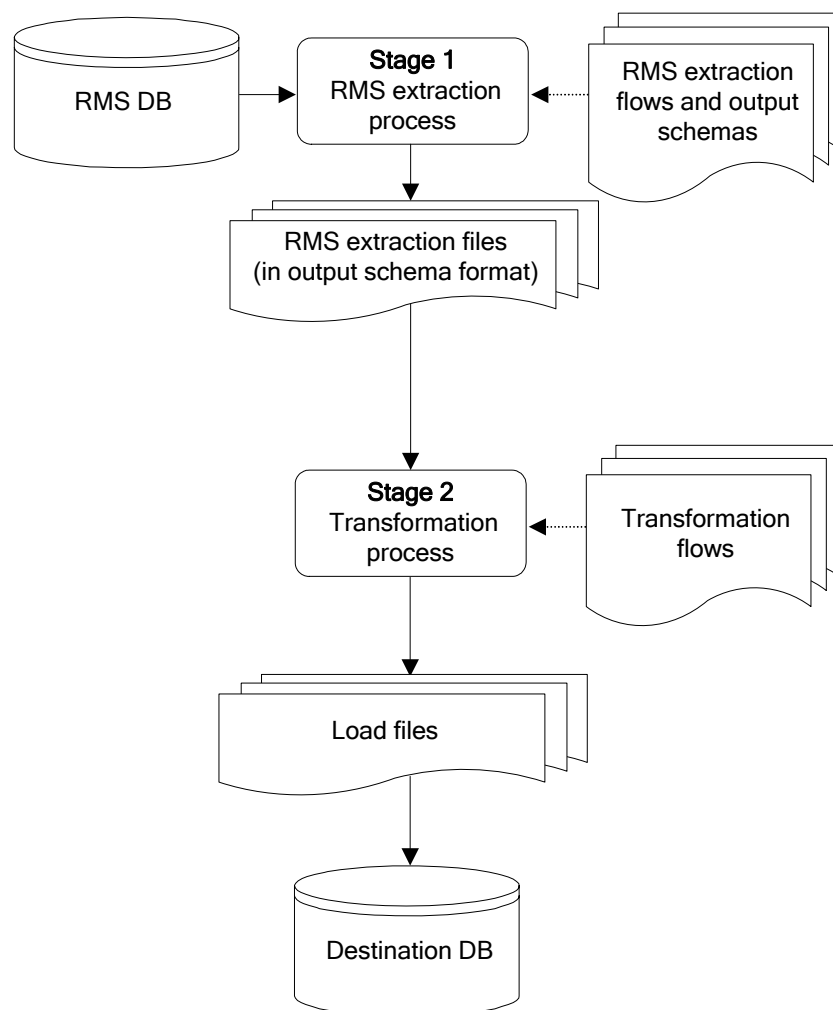 RMS DB
Stage 1
RMS extraction
process
RMS extraction
flows and output
schemas
RMS extraction files
(in output schema format)
Stage 2
Transformation
process
Transformation
flows
Load files
Destination DB